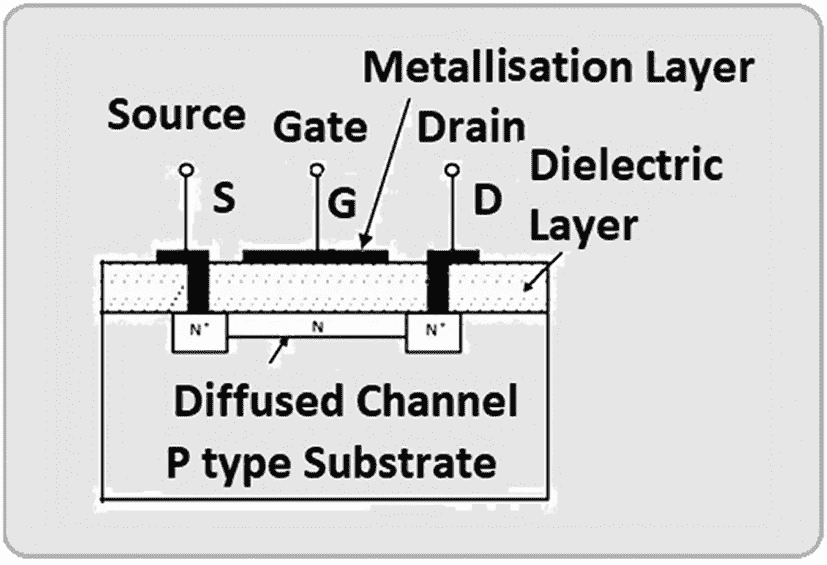 Metallisation Layer
Source Gate Drain
Dielectric
Layer
S G D
N+ N N+
Diffused Channel
P type Substrate